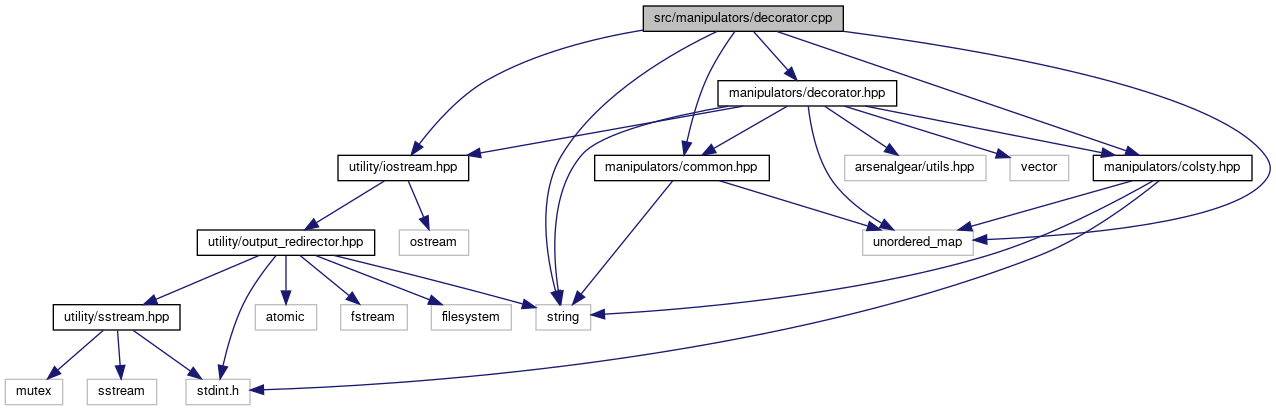 src/manipulators/decorator.cpp
manipulators/decorator.hpp
utility/iostream.hpp
manipulators/common.hpp
arsenalgear/utils.hpp
vector
manipulators/colsty.hpp
utility/output_redirector.hpp
ostream
unordered_map
utility/sstream.hpp
atomic
fstream
filesystem
string
mutex
sstream
stdint.h